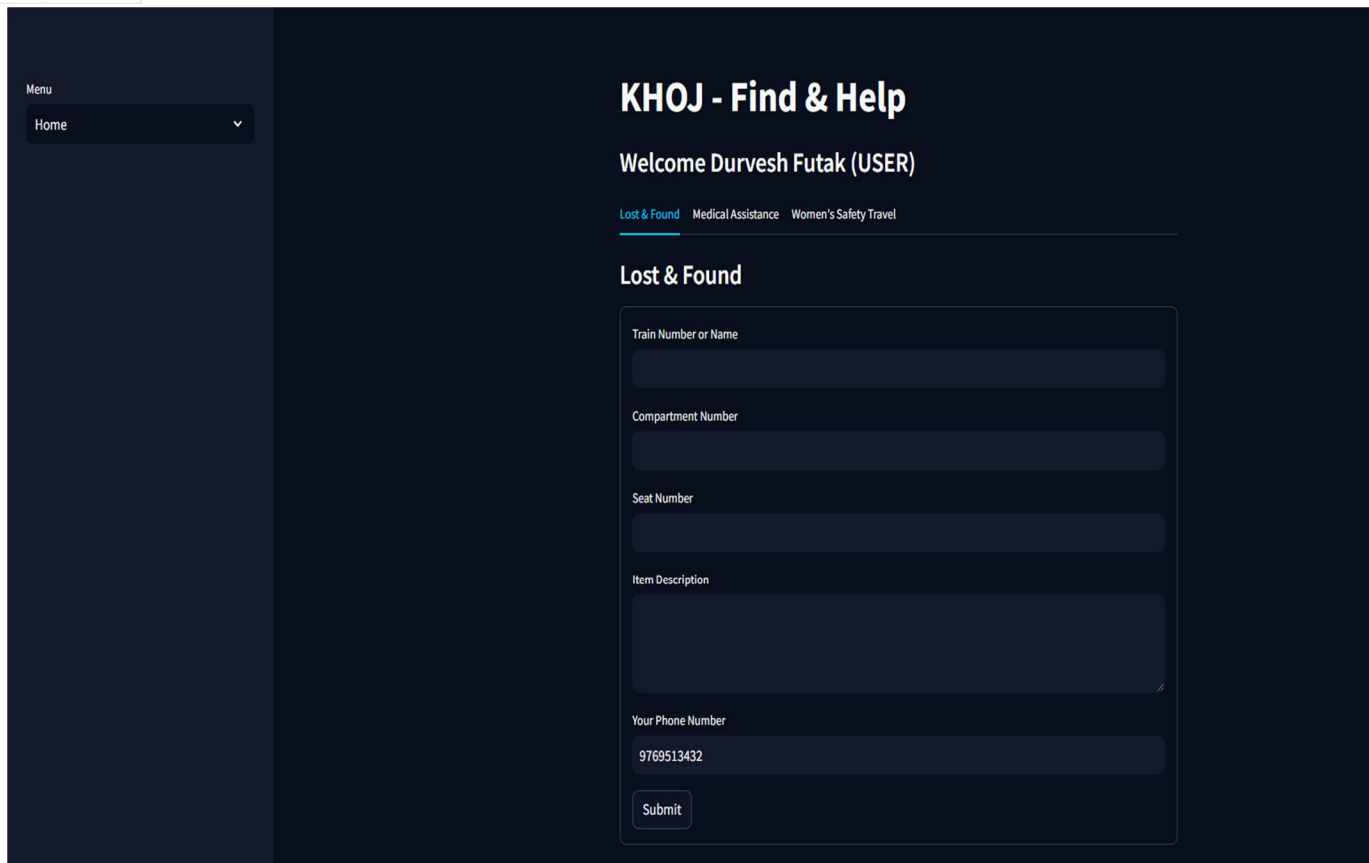 Menu
Home
KHOJ - Find & Help
Welcome Durvesh Futak (USER)
Lost & Found Medical Assistance Women's Safety Travel
Lost & Found
Train Number or Name
Compartment Number
Seat Number
Item Description
Your Phone Number
9769513432
Submit